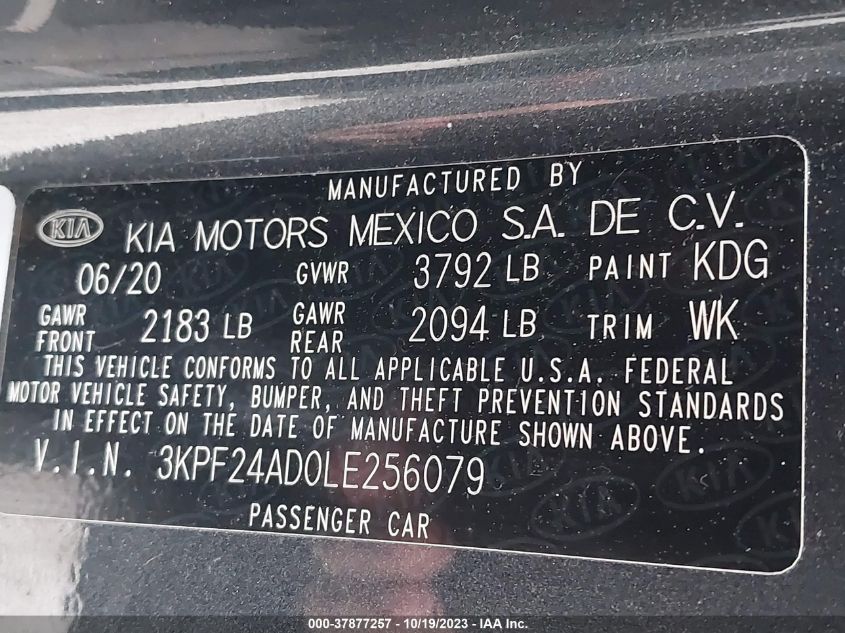 MANUFACTURED BY
KIA KIA MOTORS MEXICO S.A. DE C.V.
06/20 GVWR 3792 LB PAINT KDG
GAWR FRONT 2183 LB GAWR REAR 2094 LB TRIM WK
THIS VEHICLE CONFORMS TO ALL APPLICABLE U.S.A. FEDERAL
MOTOR VEHICLE SAFETY, BUMPER, AND THEFT PREVENTION STANDARDS
IN EFFECT ON THE DATE OF MANUFACTURE SHOWN ABOVE.
V.I.N. 3KPF24AD0LE256079
PASSENGER CAR
000-37877257 - 10/19/2023 - IAA Inc.